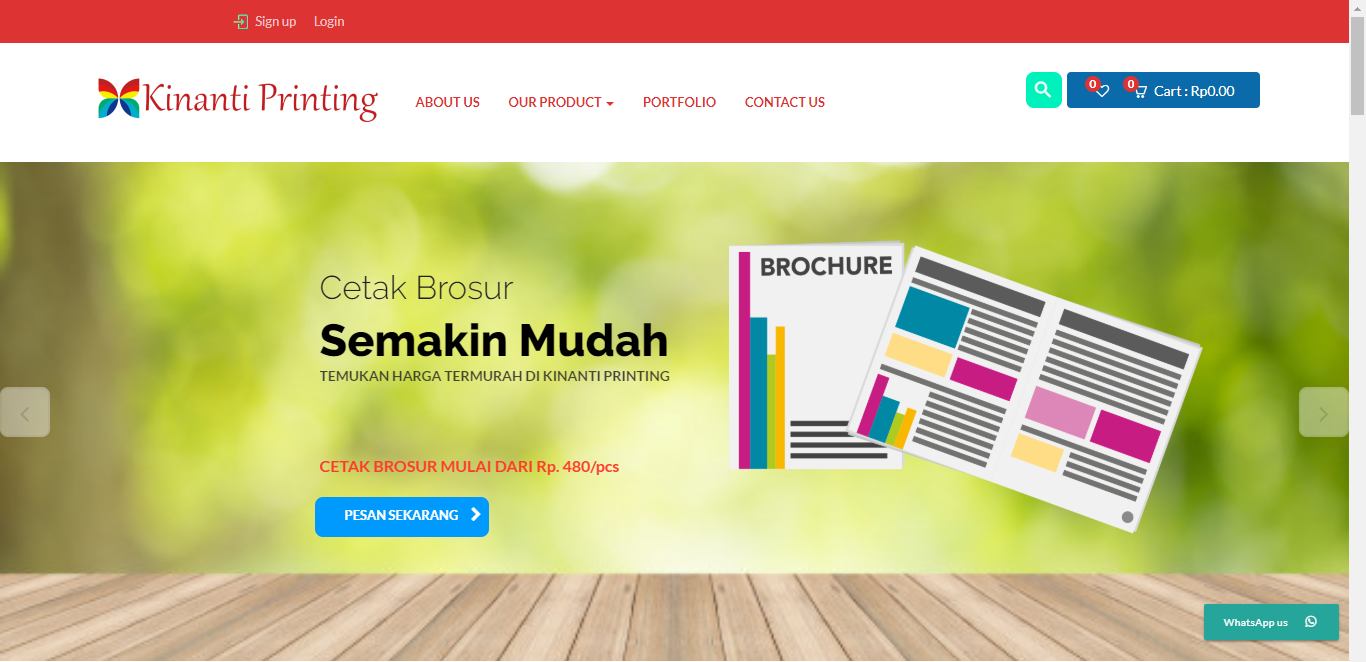 Sign up Login
Kinanti Printing
ABOUT US OUR PRODUCT PORTFOLIO CONTACT US
0 0 Cart : Rp0.00
Cetak Brosur
Semakin Mudah
TEMUKAN HARGA TERMURAH DI KINANTI PRINTING
BROCHURE
CETAK BROSUR MULAI DARI Rp. 480/pcs
PESAN SEKARANG
WhatsApp us